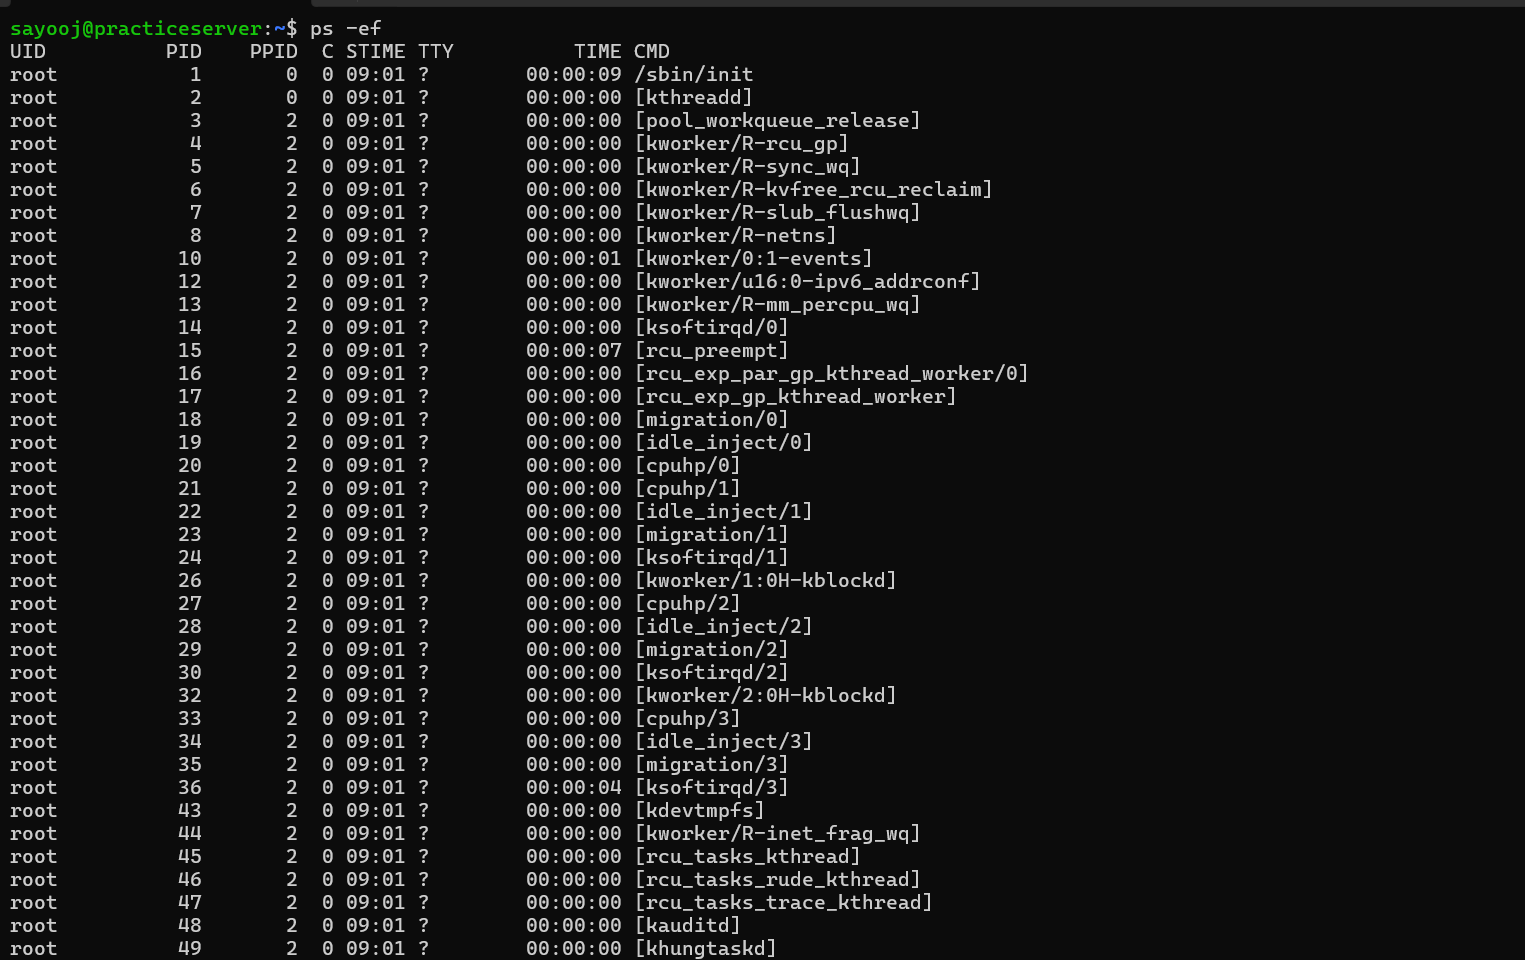 sayooj@practiceserver:~$ ps -ef
UID          PID    PPID  C STIME TTY          TIME CMD
root           1       0  0 09:01 ?        00:00:09 /sbin/init
root           2       0  0 09:01 ?        00:00:00 [kthreadd]
root           3       2  0 09:01 ?        00:00:00 [pool_workqueue_release]
root           4       2  0 09:01 ?        00:00:00 [kworker/R-rcu_gp]
root           5       2  0 09:01 ?        00:00:00 [kworker/R-sync_wq]
root           6       2  0 09:01 ?        00:00:00 [kworker/R-kvfree_rcu_reclaim]
root           7       2  0 09:01 ?        00:00:00 [kworker/R-slub_flushwq]
root           8       2  0 09:01 ?        00:00:00 [kworker/R-netns]
root          10       2  0 09:01 ?        00:00:01 [kworker/0:1-events]
root          12       2  0 09:01 ?        00:00:00 [kworker/u16:0-ipv6_addrconf]
root          13       2  0 09:01 ?        00:00:00 [kworker/R-mm_percpu_wq]
root          14       2  0 09:01 ?        00:00:00 [ksoftirqd/0]
root          15       2  0 09:01 ?        00:00:07 [rcu_preempt]
root          16       2  0 09:01 ?        00:00:00 [rcu_exp_par_gp_kthread_worker/0]
root          17       2  0 09:01 ?        00:00:00 [rcu_exp_gp_kthread_worker]
root          18       2  0 09:01 ?        00:00:00 [migration/0]
root          19       2  0 09:01 ?        00:00:00 [idle_inject/0]
root          20       2  0 09:01 ?        00:00:00 [cpuhp/0]
root          21       2  0 09:01 ?        00:00:00 [cpuhp/1]
root          22       2  0 09:01 ?        00:00:00 [idle_inject/1]
root          23       2  0 09:01 ?        00:00:00 [migration/1]
root          24       2  0 09:01 ?        00:00:00 [ksoftirqd/1]
root          26       2  0 09:01 ?        00:00:00 [kworker/1:0H-kblockd]
root          27       2  0 09:01 ?        00:00:00 [cpuhp/2]
root          28       2  0 09:01 ?        00:00:00 [idle_inject/2]
root          29       2  0 09:01 ?        00:00:00 [migration/2]
root          30       2  0 09:01 ?        00:00:00 [ksoftirqd/2]
root          32       2  0 09:01 ?        00:00:00 [kworker/2:0H-kblockd]
root          33       2  0 09:01 ?        00:00:00 [cpuhp/3]
root          34       2  0 09:01 ?        00:00:00 [idle_inject/3]
root          35       2  0 09:01 ?        00:00:00 [migration/3]
root          36       2  0 09:01 ?        00:00:04 [ksoftirqd/3]
root          43       2  0 09:01 ?        00:00:00 [kdevtmpfs]
root          44       2  0 09:01 ?        00:00:00 [kworker/R-inet_frag_wq]
root          45       2  0 09:01 ?        00:00:00 [rcu_tasks_kthread]
root          46       2  0 09:01 ?        00:00:00 [rcu_tasks_rude_kthread]
root          47       2  0 09:01 ?        00:00:00 [rcu_tasks_trace_kthread]
root          48       2  0 09:01 ?        00:00:00 [kauditd]
root          49       2  0 09:01 ?        00:00:00 [khungtaskd]